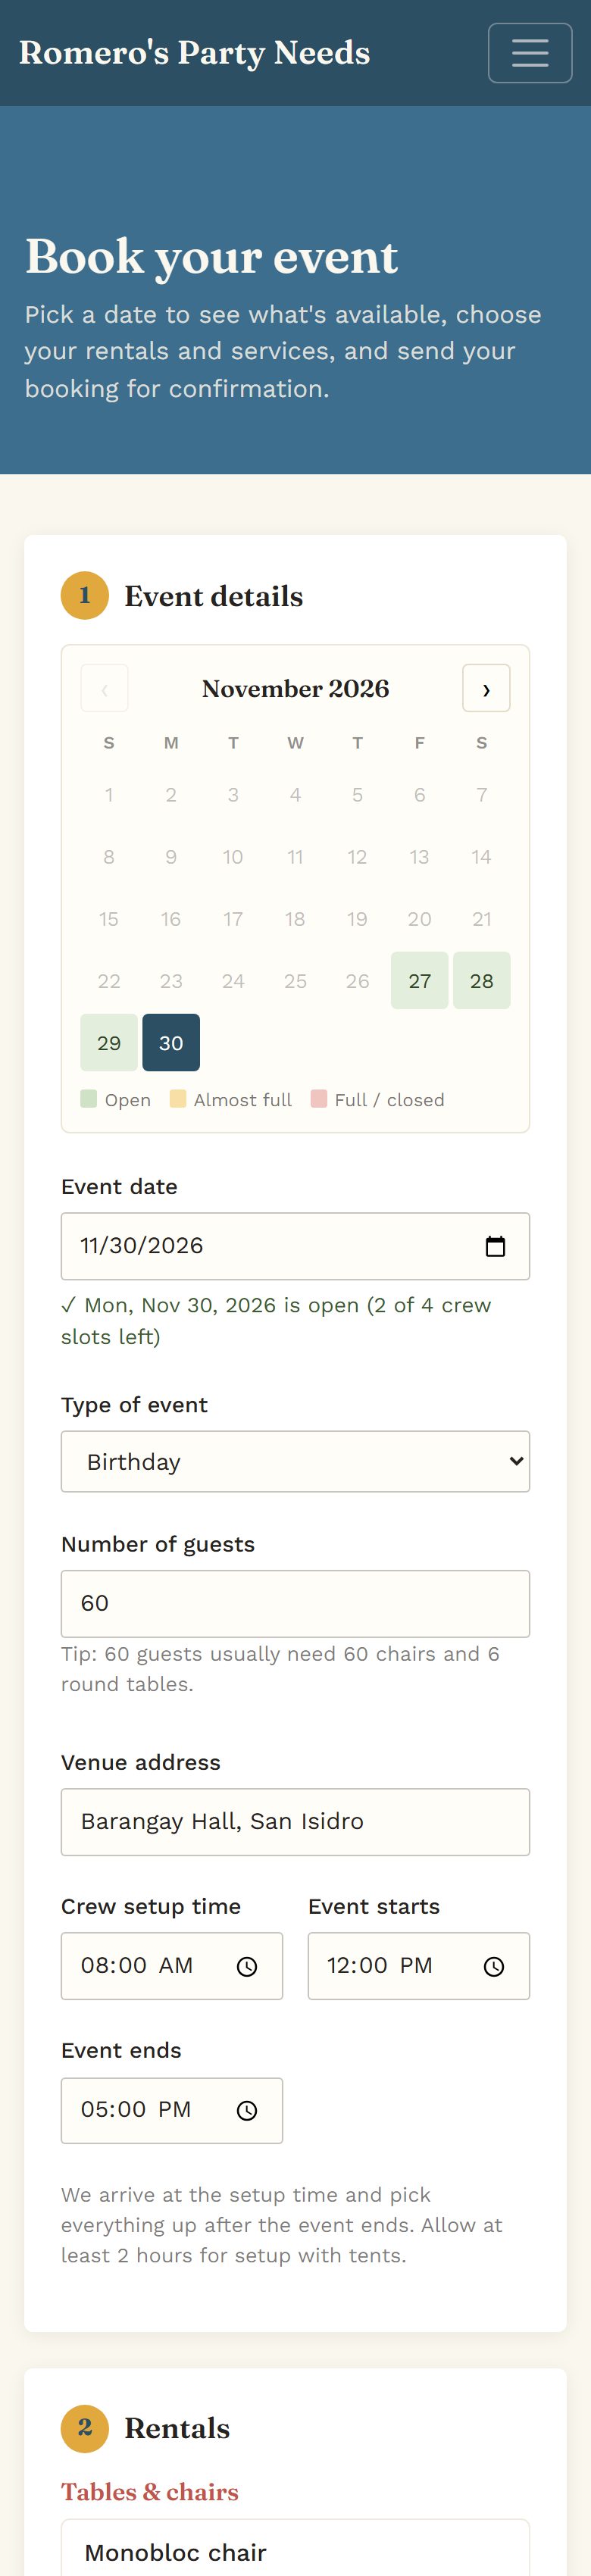 Romero's Party Needs
Book your event
Pick a date to see what's available, choose
your rentals and services, and send your
booking for confirmation.
1 Event details
‹ November 2026 ›
S M T W T F S
1 2 3 4 5 6 7
8 9 10 11 12 13 14
15 16 17 18 19 20 21
22 23 24 25 26 27 28
29 30
Open Almost full Full / closed
Event date
11/30/2026
✓ Mon, Nov 30, 2026 is open (2 of 4 crew
slots left)
Type of event
Birthday
Number of guests
60
Tip: 60 guests usually need 60 chairs and 6
round tables.
Venue address
Barangay Hall, San Isidro
Crew setup time Event starts
08:00 AM 12:00 PM
Event ends
05:00 PM
We arrive at the setup time and pick
everything up after the event ends. Allow at
least 2 hours for setup with tents.
2 Rentals
Tables & chairs
Monobloc chair